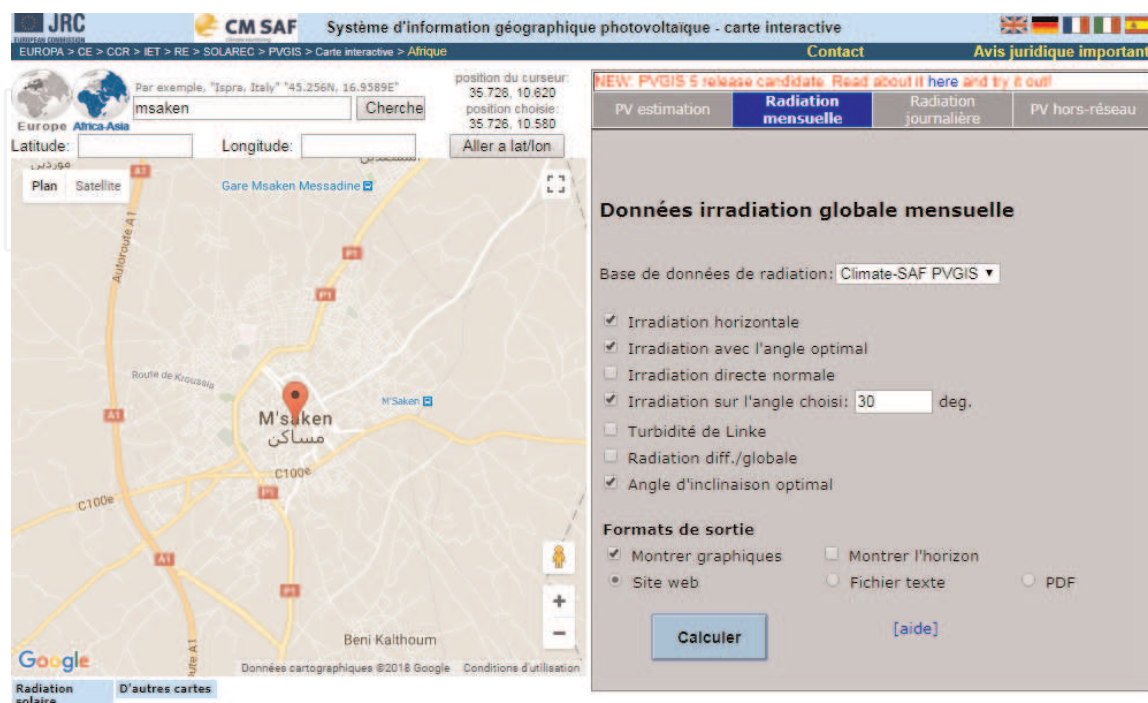 JRC
EUROPEAN COMMISSION
CM SAF
Système d'information géographique photovoltaïque - carte interactive
EUROPA > CE > CCR > IET > RE > SOLAREC > PVGIS > Carte interactive > Afrique
Contact
Avis juridique important
Europe Africa-Asia
Par exemple, "Ispra, Italy" "45.256N, 16.9589E"
msaken
Cherche
position du curseur:
35.726, 10.620
position choisie:
35.726, 10.580
Latitude:
Longitude:
Aller a lat/lon
Plan Satellite
Gare Msaken Messadine
A1
Autoroute A1
P1
P1
Route de Krousia
A1
M'Saken
M'saken
مساكن
C100e
P1
C100e
A1
P1
Beni Kalthoum
Google
Données cartographiques ©2018 Google Conditions d'utilisation
Radiation
solaire
D'autres cartes
NEW: PVGIS 5 release candidate. Read about it here and try it out!
PV estimation
Radiation
mensuelle
Radiation
journalière
PV hors-réseau
Données irradiation globale mensuelle
Base de données de radiation: Climate-SAF PVGIS
Irradiation horizontale
Irradiation avec l'angle optimal
Irradiation directe normale
Irradiation sur l'angle choisi: 30 deg.
Turbidité de Linke
Radiation diff./globale
Angle d'inclinaison optimal
Formats de sortie
Montrer graphiques Montrer l'horizon
Site web Fichier texte PDF
Calculer
[aide]